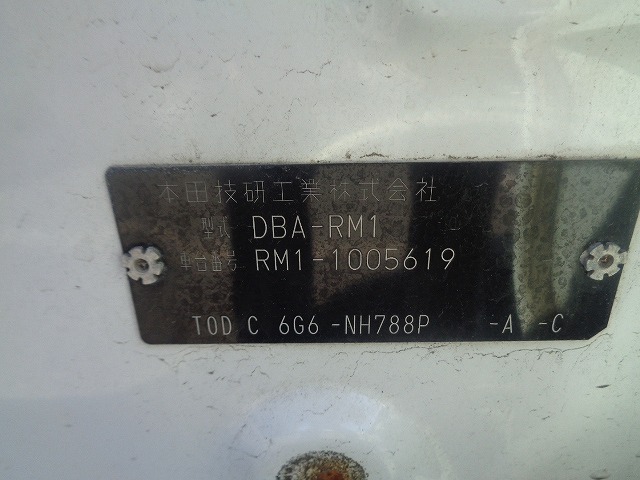 本田技研工業株式会社
型式 DBA-RM1
車台番号 RM1-1005619
TOD C 6G6 -NH788P -A -C